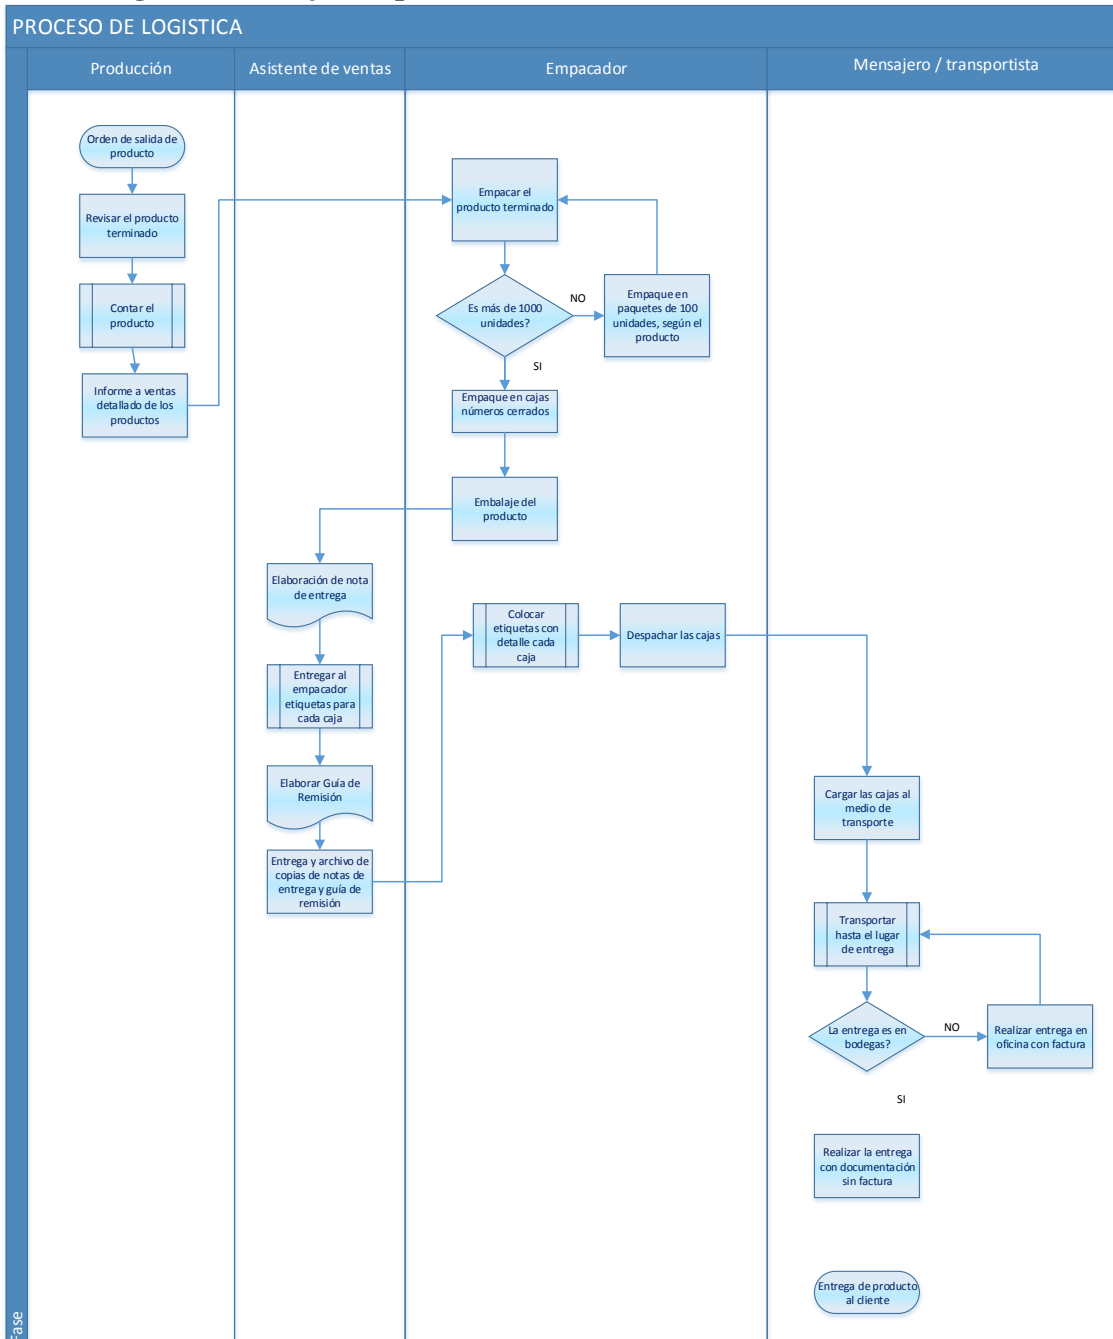 PROCESO DE LOGISTICA
Producción
Asistente de ventas
Empacador
Mensajero / transportista
Orden de salida de
producto
Revisar el producto
terminado
Contar el
producto
Informe a ventas
detallado de los
productos
Empacar el
producto terminado
Es más de 1000
unidades?
NO
Empaque en
paquetes de 100
unidades, según el
producto
SI
Empaque en cajas
números cerrados
Embalaje del
producto
Elaboración de nota
de entrega
Entregar al
empacador
etiquetas para
cada caja
Elaborar Guía de
Remisión
Entrega y archivo de
copias de notas de
entrega y guía de
remisión
Colocar
etiquetas con
detalle cada
caja
Despachar las cajas
Cargar las cajas al
medio de
transporte
Transportar
hasta el lugar
de entrega
La entrega es en
bodegas?
NO
Realizar entrega en
oficina con factura
SI
Realizar la entrega
con documentación
sin factura
Entrega de producto
al cliente
Fase